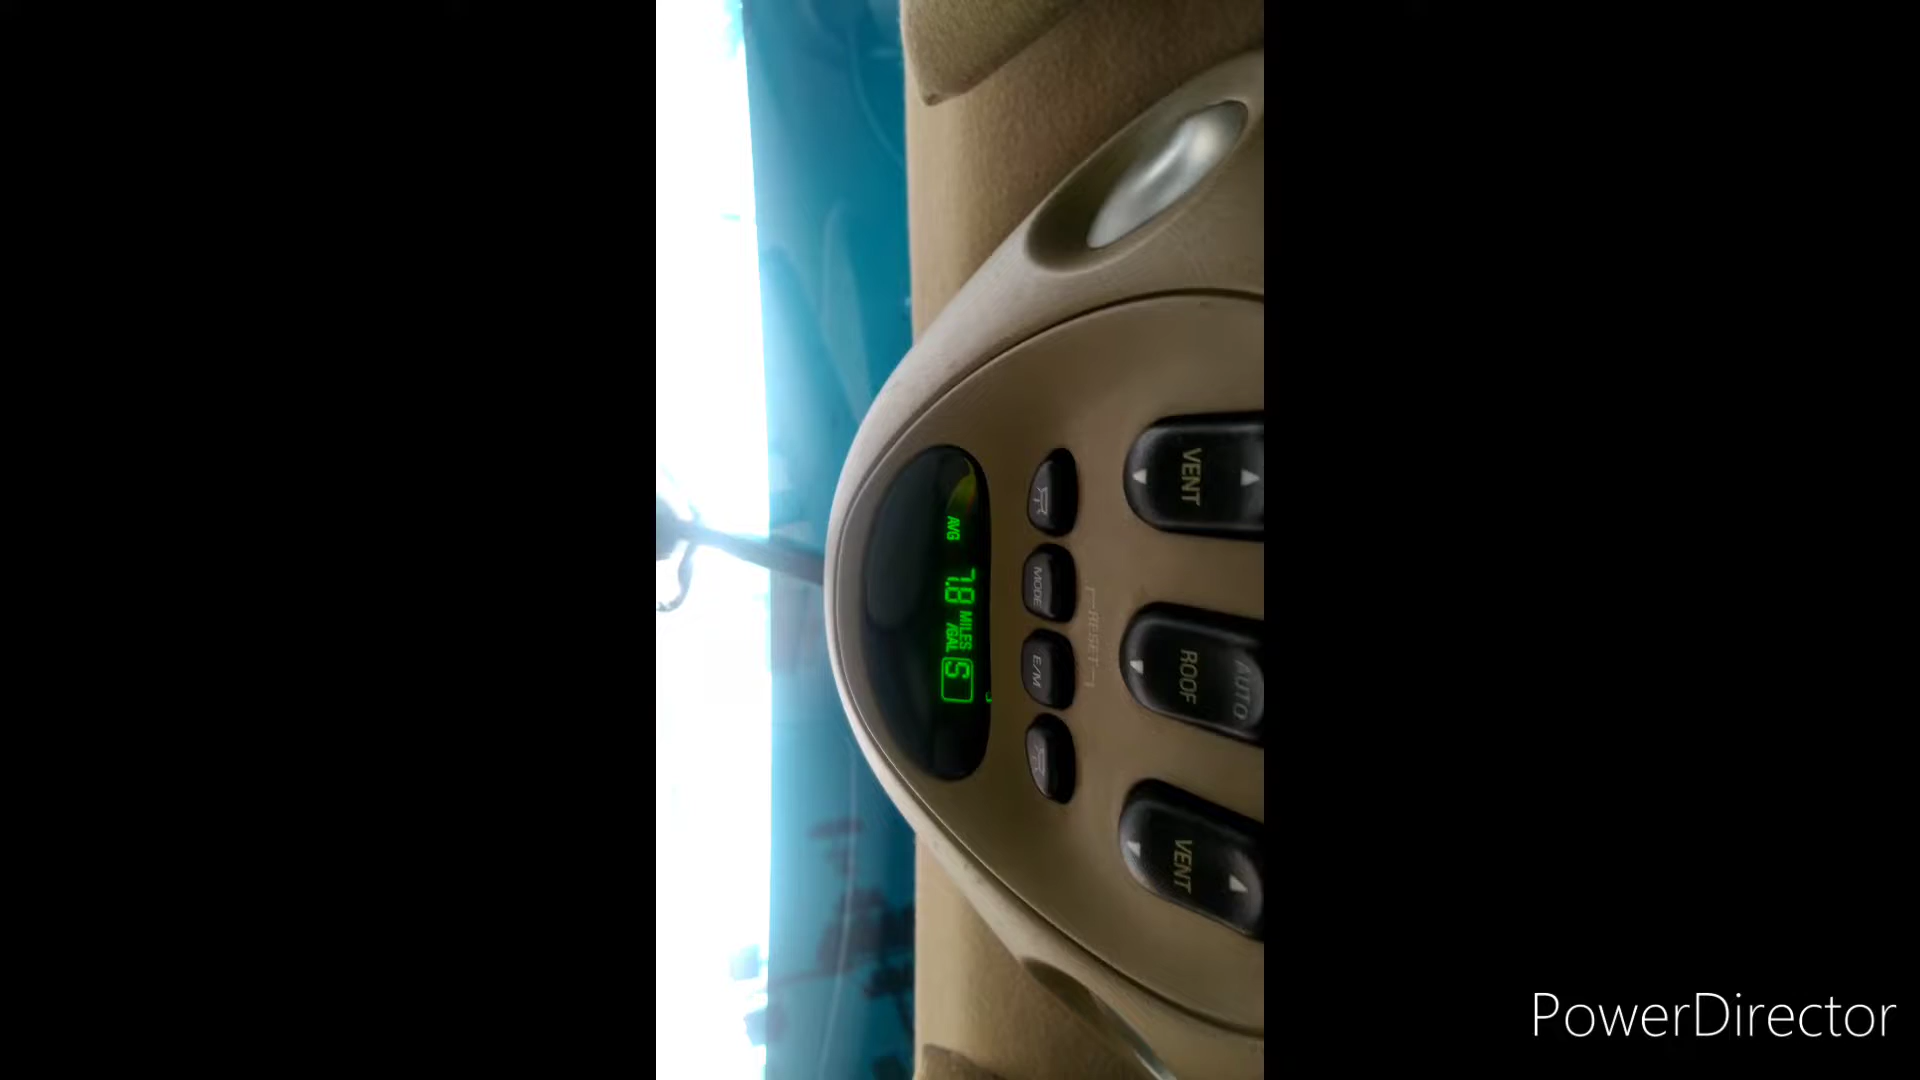 AVG 7.8 MILES
/GAL S
MODE E/M
RESET
VENT ROOF VENT
AUTO
PowerDirector